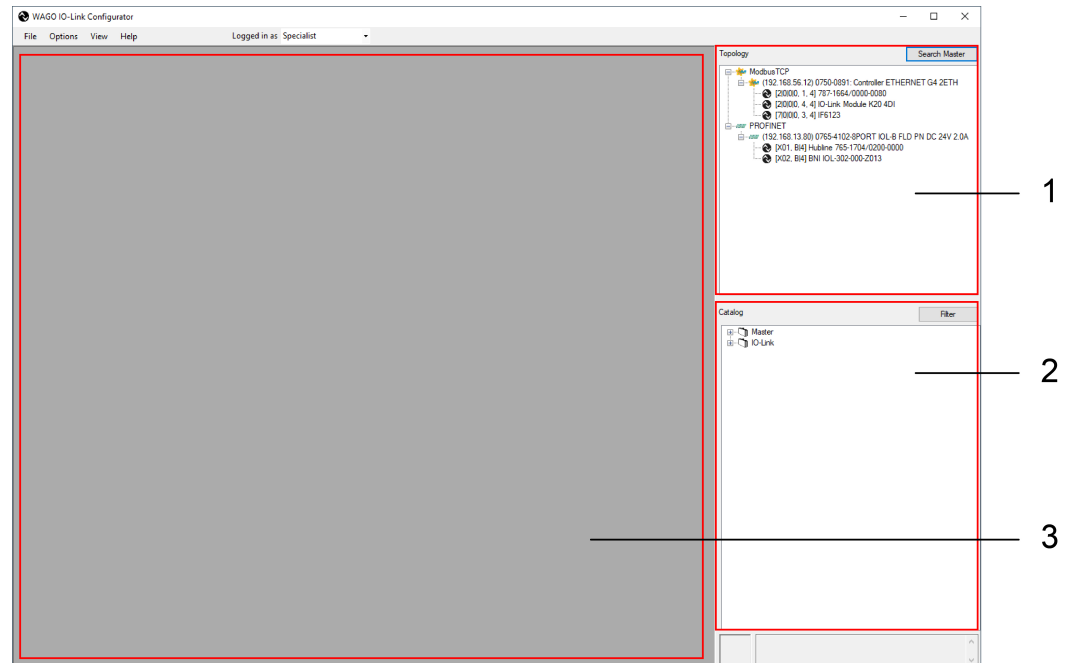 WAGO IO-Link Configurator
File Options View Help Logged in as Specialist
Topology Search Master
ModbusTCP
(192.168.56.12) 0750-0891: Controller ETHERNET G4 2ETH
[2|0|0|0, 1, 4] 787-1664/0000-0080
[2|0|0|0, 4, 4] IO-Link Module K20 4DI
[7|0|0|0, 3, 4] IF6123
PROFINET
(192.168.13.80) 0765-4102-8PORT IOL-B FLD PN DC 24V 2.0A
[X01, B|4] Hubline 765-1704/0200-0000
[X02, B|4] BNI IOL-302-000-Z013
1
Catalog Filter
Master
IO-Link
2
3